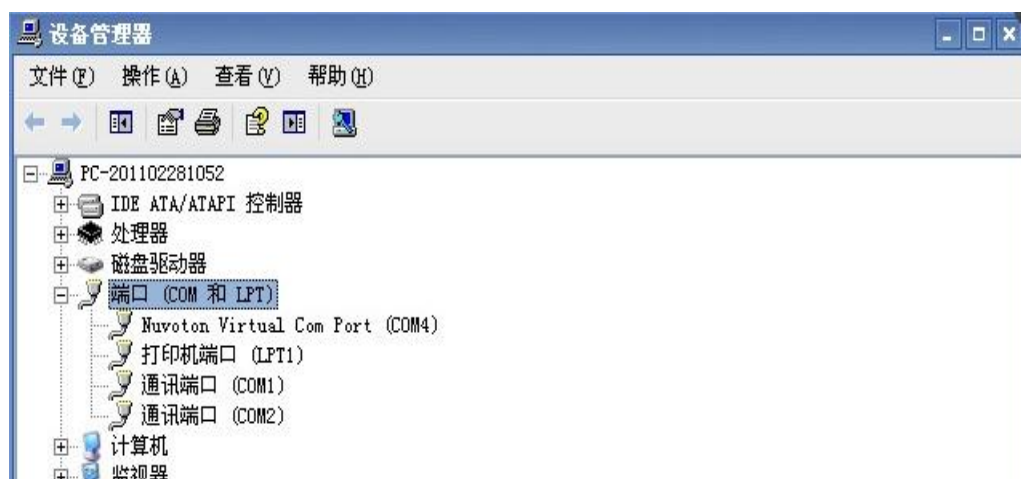 设备管理器
文件(F) 操作(A) 查看(V) 帮助(H)
PC-201102281052
IDE ATA/ATAPI 控制器
处理器
磁盘驱动器
端口 (COM 和 LPT)
Nuvoton Virtual Com Port (COM4)
打印机端口 (LPT1)
通讯端口 (COM1)
通讯端口 (COM2)
计算机
监视器